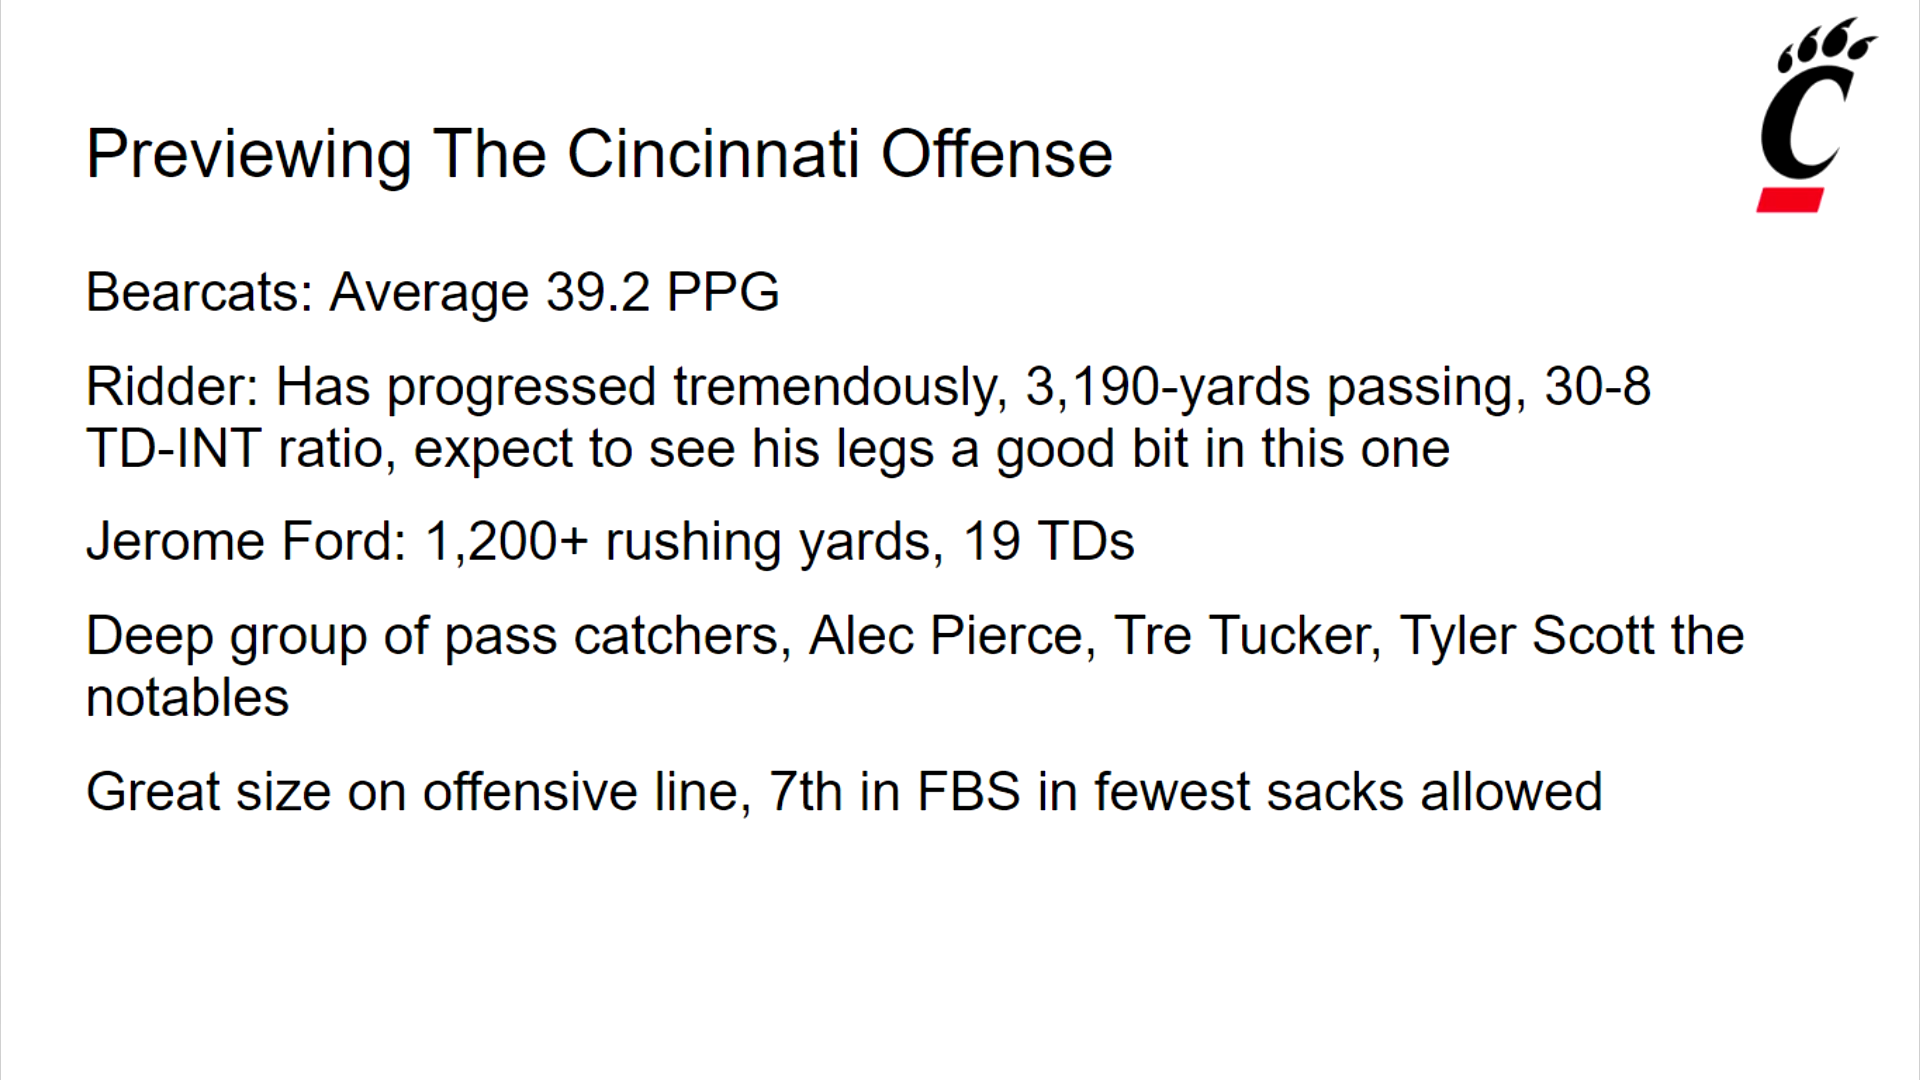 Previewing The Cincinnati Offense
Bearcats: Average 39.2 PPG
Ridder: Has progressed tremendously, 3,190-yards passing, 30-8
TD-INT ratio, expect to see his legs a good bit in this one
Jerome Ford: 1,200+ rushing yards, 19 TDs
Deep group of pass catchers, Alec Pierce, Tre Tucker, Tyler Scott the
notables
Great size on offensive line, 7th in FBS in fewest sacks allowed
C